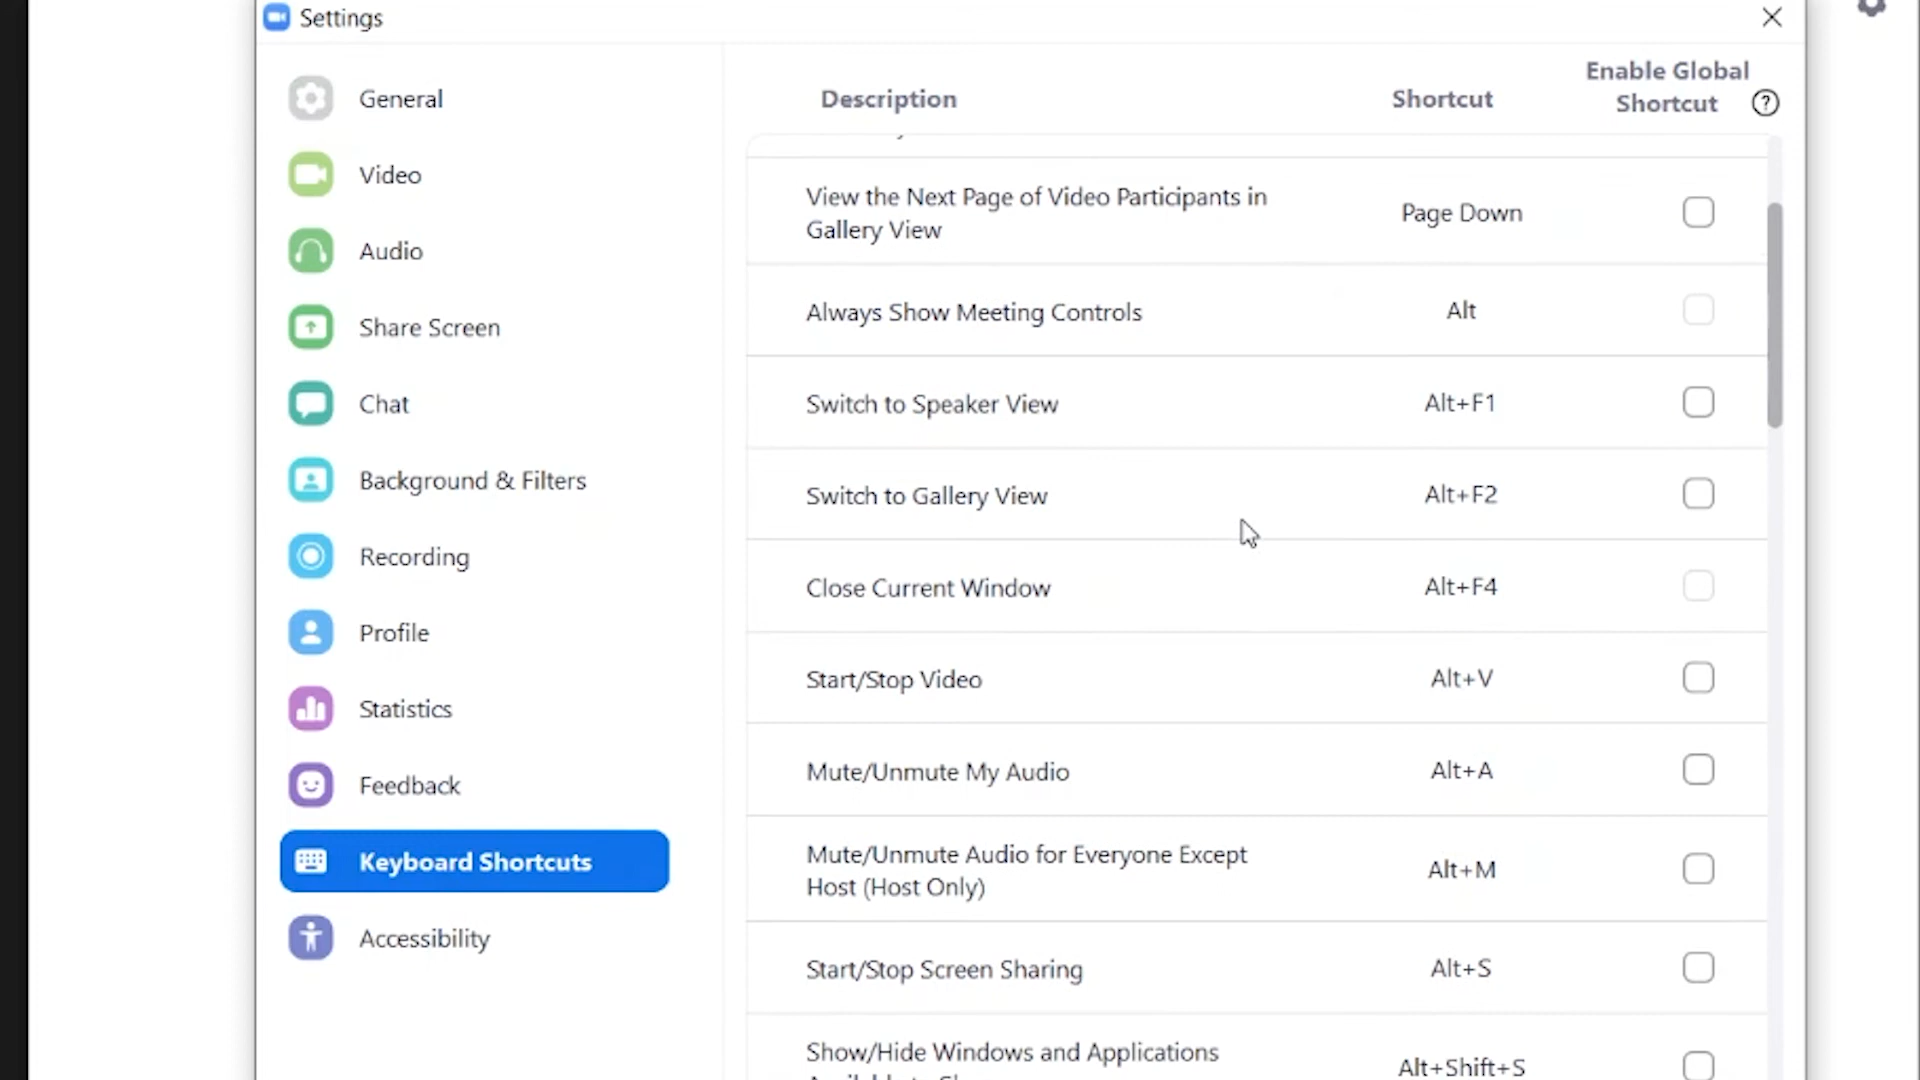 Settings
General
Video
Audio
Share Screen
Chat
Background & Filters
Recording
Profile
Statistics
Feedback
Keyboard Shortcuts
Accessibility
Description
Shortcut
Enable Global
Shortcut ?
View the Next Page of Video Participants in
Gallery View
Page Down
Always Show Meeting Controls
Alt
Switch to Speaker View
Alt+F1
Switch to Gallery View
Alt+F2
Close Current Window
Alt+F4
Start/Stop Video
Alt+V
Mute/Unmute My Audio
Alt+A
Mute/Unmute Audio for Everyone Except
Host (Host Only)
Alt+M
Start/Stop Screen Sharing
Alt+S
Show/Hide Windows and Applications
Alt+Shift+S